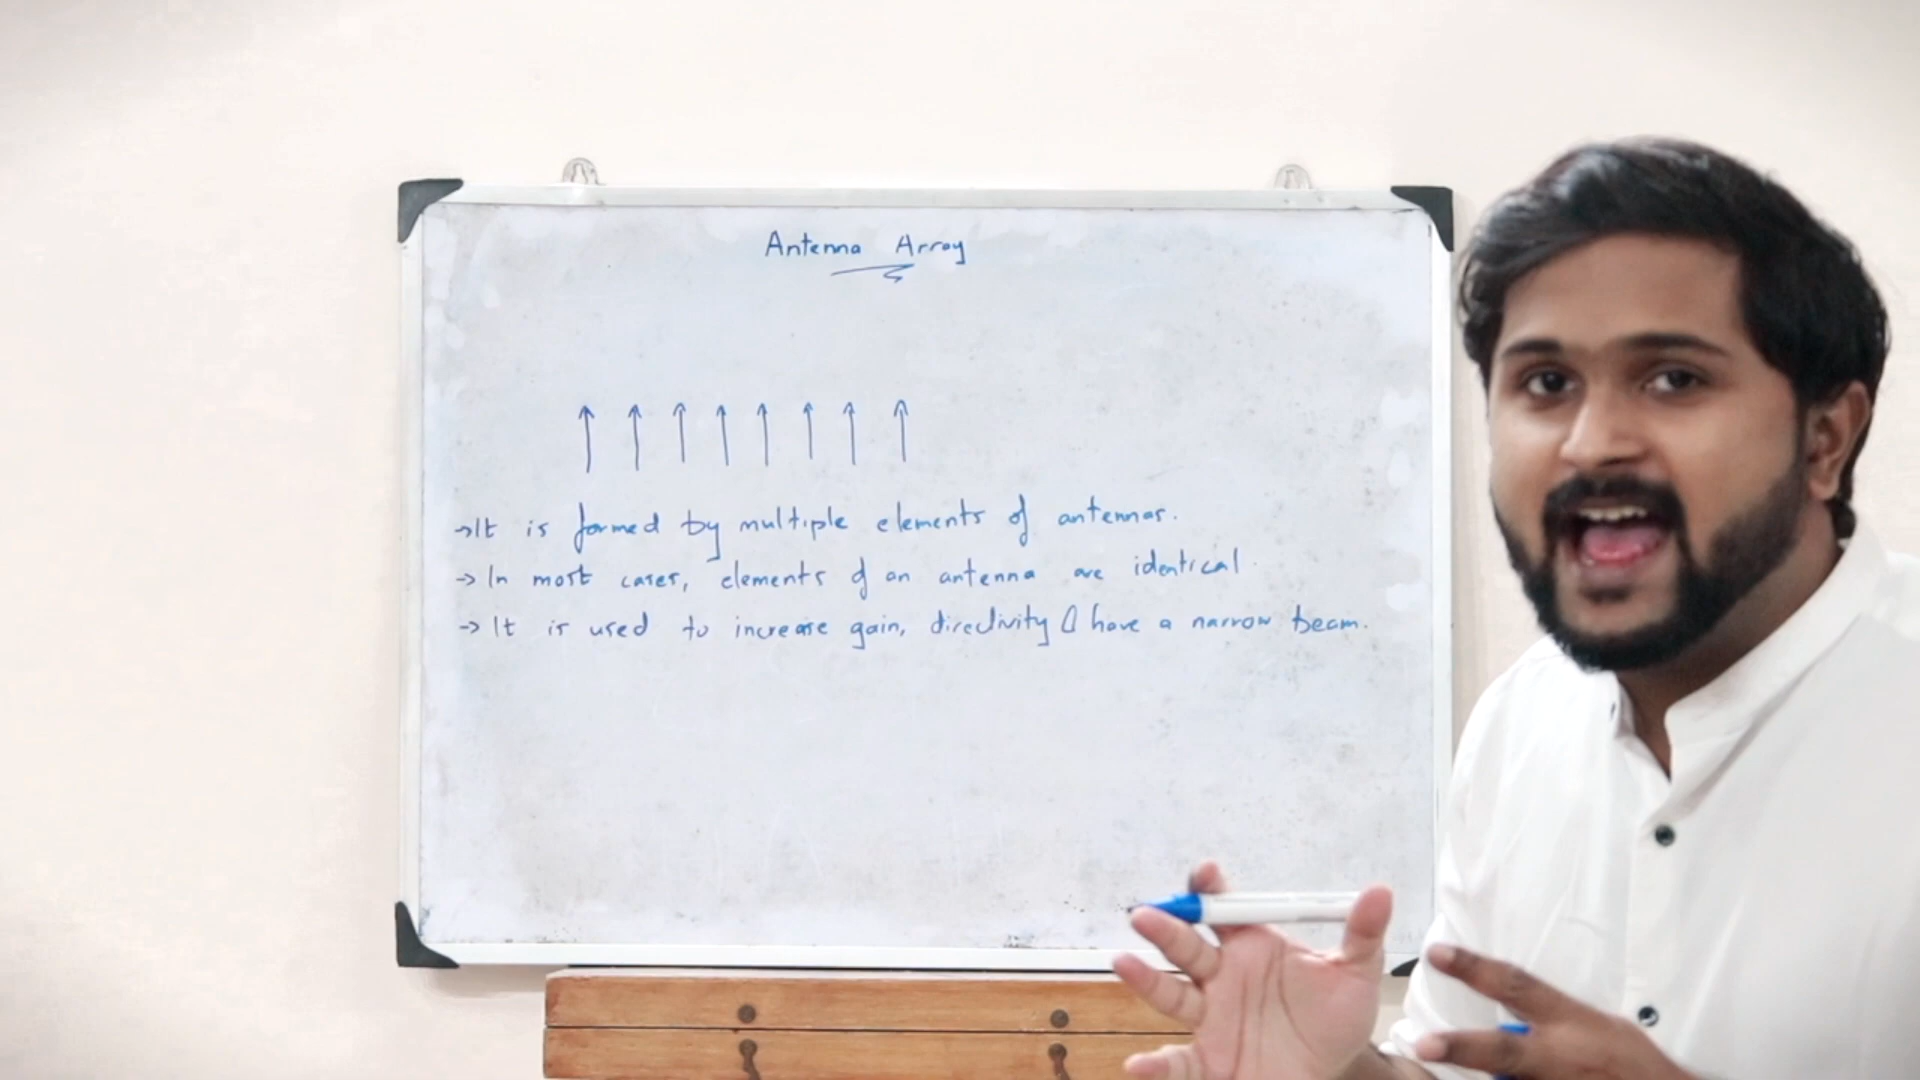 Antenna Array
→It is formed by multiple elements of antennas.
→ In most cases, elements of an antenna are identical.
→ It is used to increase gain, directivity & have a narrow beam.